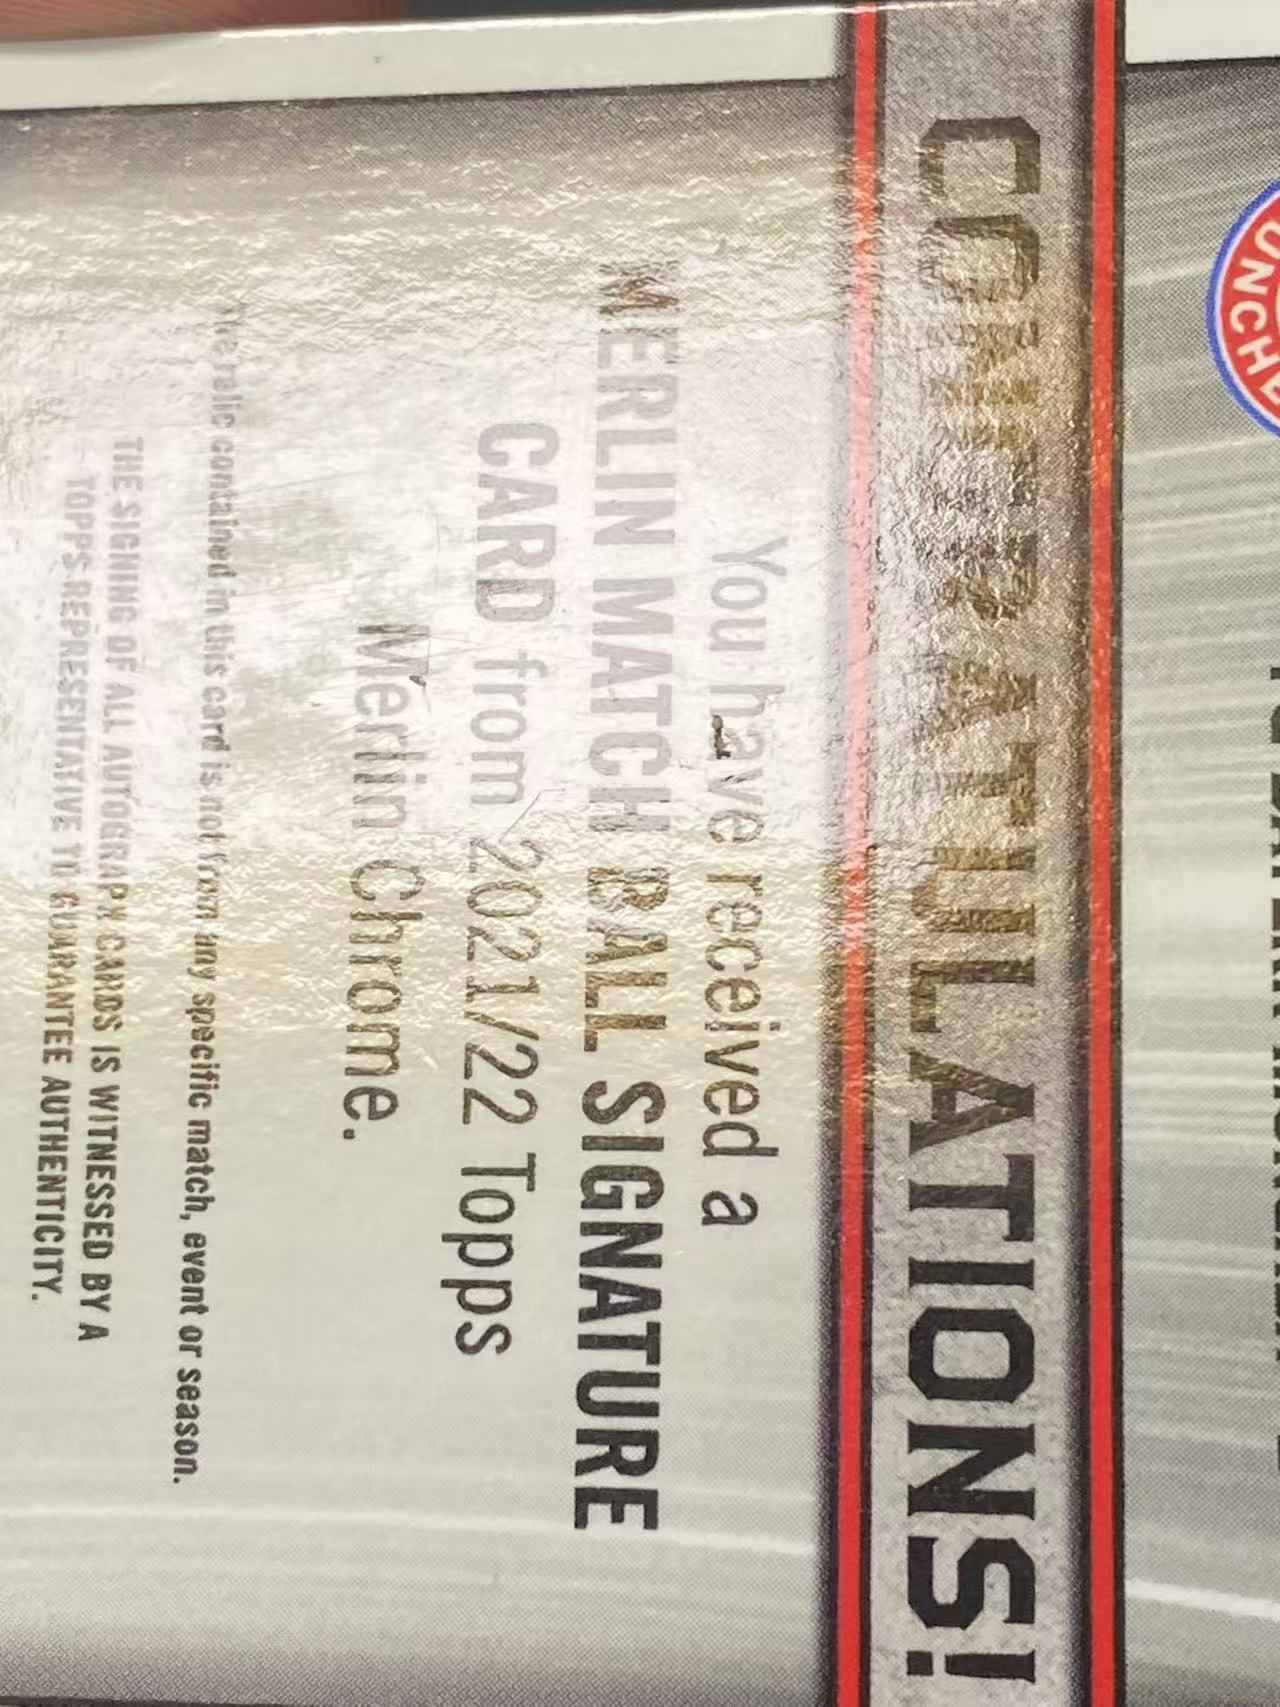 CONGRATULATIONS!
You have received a
MERLIN MATCH BALL SIGNATURE
CARD from 2021/22 Topps
Merlin Chrome.
The relic contained in this card is not from any specific match, event or season.
THE SIGNING OF ALL AUTOGRAPH CARDS IS WITNESSED BY A
TOPPS REPRESENTATIVE TO GUARANTEE AUTHENTICITY.